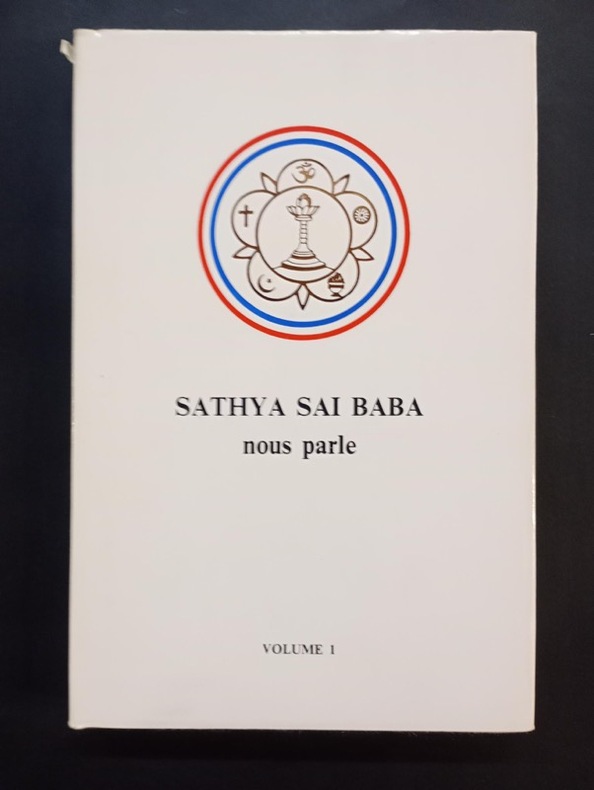 ॐ
SATHYA SAI BABA
nous parle
VOLUME 1